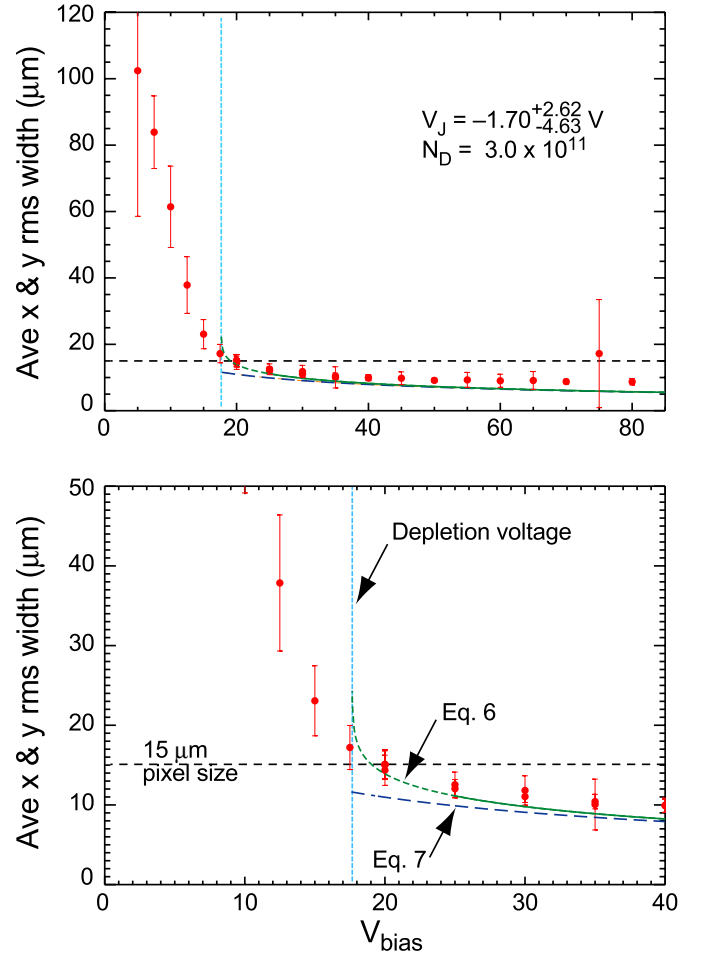 Ave x & y rms width (μm)
120
100
80
60
40
20
0
V_J = –1.70^{+2.62}_{-4.63} V
N_D = 3.0 x 10^{11}
0 20 40 60 80
Ave x & y rms width (μm)
50
40
30
20
10
0
Depletion voltage
Eq. 6
15 μm
pixel size
Eq. 7
0 10 20 30 40
V_{bias}